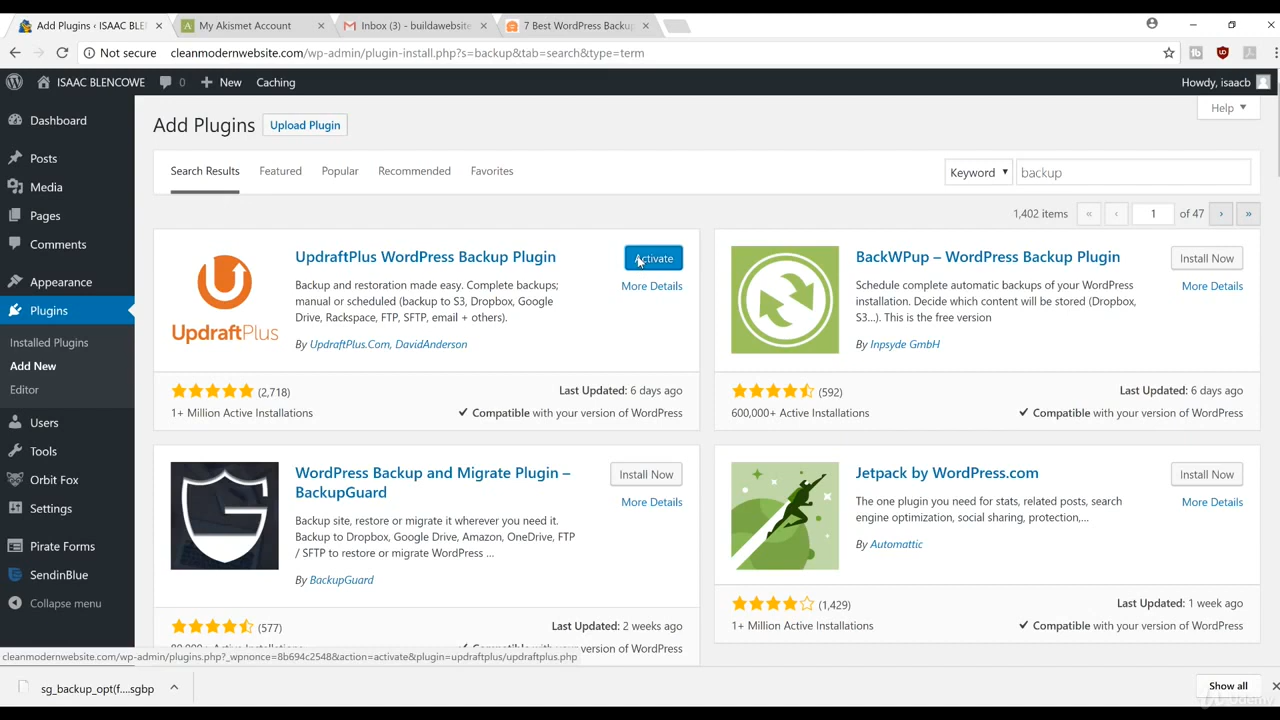 Add Plugins ‹ ISAAC BLEN
My Akismet Account
Inbox (3) - buildawebsite
7 Best WordPress Backup
Not secure
cleanmodernwebsite.com/wp-admin/plugin-install.php?s=backup&tab=search&type=term
ISAAC BLENCOWE
0
New
Caching
Howdy, isaacb
Dashboard
Posts
Media
Pages
Comments
Appearance
Plugins
Installed Plugins
Add New
Editor
Users
Tools
Orbit Fox
Settings
Pirate Forms
SendinBlue
Collapse menu
Help
Add Plugins
Upload Plugin
Search Results
Featured
Popular
Recommended
Favorites
Keyword
backup
1,402 items
«
‹
1
of 47
›
»
UpdraftPlus
UpdraftPlus WordPress Backup Plugin
Activate
More Details
Backup and restoration made easy. Complete backups;
manual or scheduled (backup to S3, Dropbox, Google
Drive, Rackspace, FTP, SFTP, email + others).
By UpdraftPlus.Com, DavidAnderson
(2,718)
1+ Million Active Installations
Last Updated: 6 days ago
Compatible with your version of WordPress
BackWPup – WordPress Backup Plugin
Install Now
More Details
Schedule complete automatic backups of your WordPress
installation. Decide which content will be stored (Dropbox,
S3…). This is the free version
By Inpsyde GmbH
(592)
600,000+ Active Installations
Last Updated: 6 days ago
Compatible with your version of WordPress
WordPress Backup and Migrate Plugin –
BackupGuard
Install Now
More Details
Backup site, restore or migrate it wherever you need it.
Backup to Dropbox, Google Drive, Amazon, OneDrive, FTP
/ SFTP to restore or migrate WordPress ...
By BackupGuard
(577)
Last Updated: 2 weeks ago
version of WordPress
Jetpack by WordPress.com
Install Now
More Details
The one plugin you need for stats, related posts, search
engine optimization, social sharing, protection,...
By Automattic
(1,429)
1+ Million Active Installations
Last Updated: 1 week ago
Compatible with your version of WordPress
cleanmodernwebsite.com/wp-admin/plugins.php?_wpnonce=8b694c2548&action=activate&plugin=updraftplus/updraftplus.php
sg_backup_opt(f....sgbp
Show all
Udemy